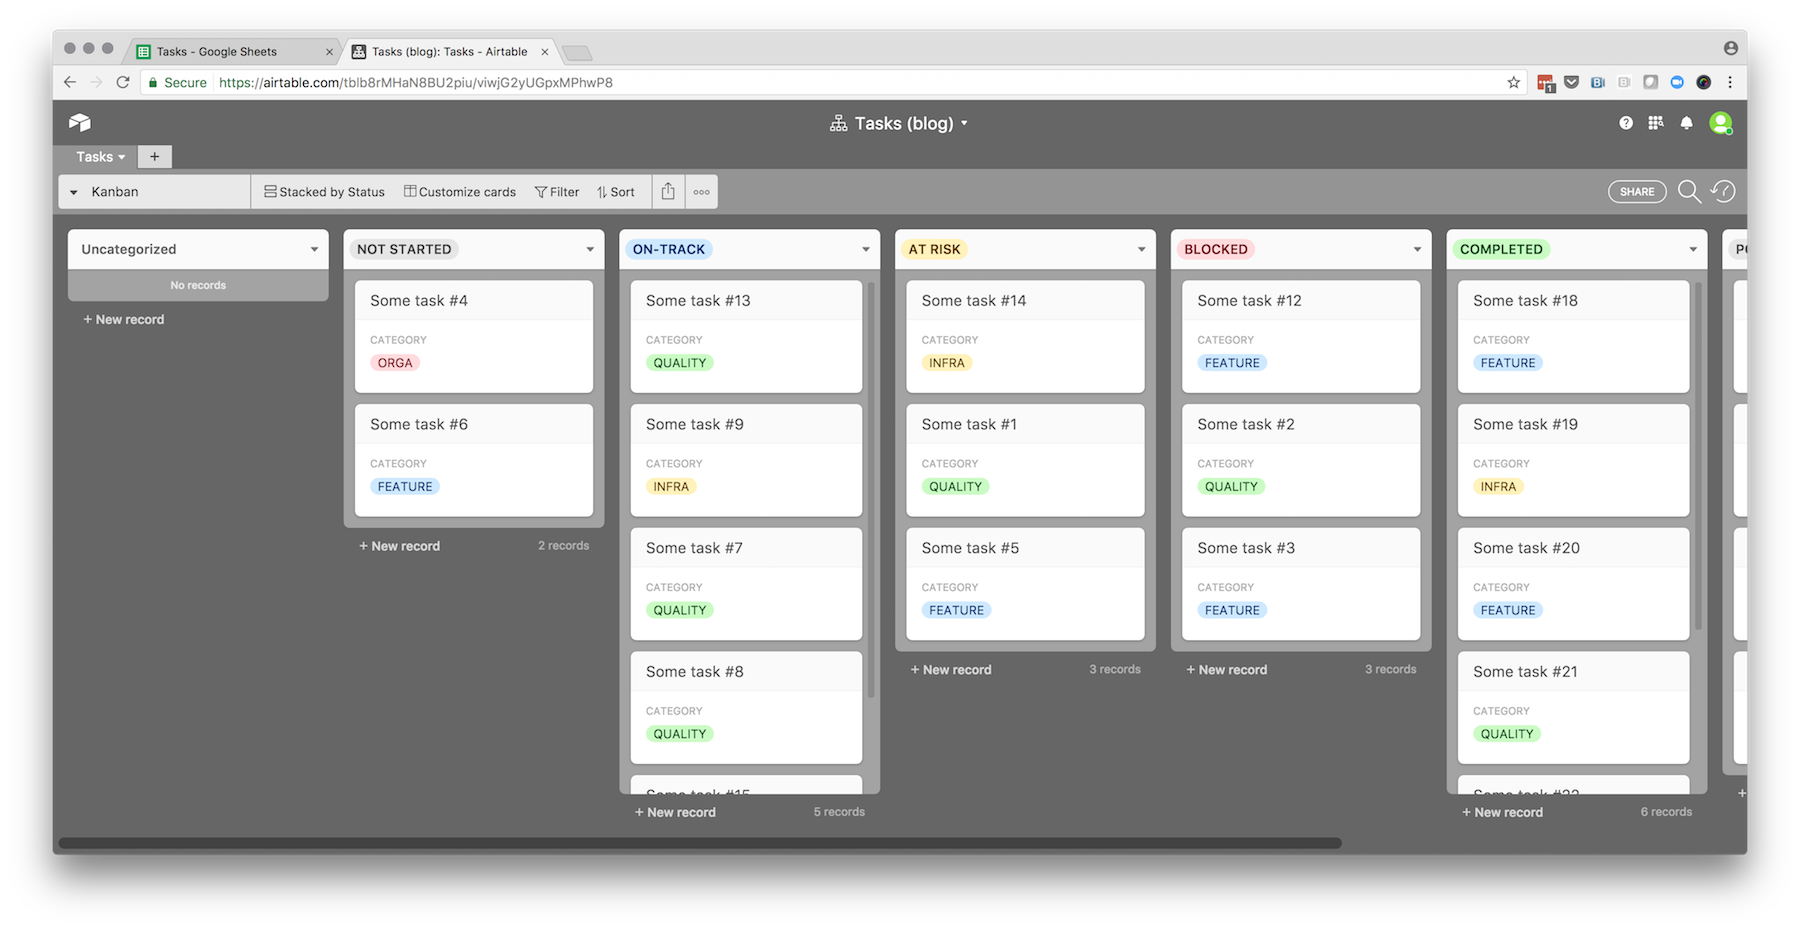 Tasks - Google Sheets
Tasks (blog): Tasks - Airtable
Secure
https://airtable.com/tblb8rMHaN8BU2piu/viwjG2yUGpxMPhwP8
1
Tasks (blog)
Tasks
+
Kanban
Stacked by Status
Customize cards
Filter
Sort
SHARE
Uncategorized
No records
+ New record
NOT STARTED
Some task #4
CATEGORY
ORGA
Some task #6
CATEGORY
FEATURE
+ New record
2 records
ON-TRACK
Some task #13
CATEGORY
QUALITY
Some task #9
CATEGORY
INFRA
Some task #7
CATEGORY
QUALITY
Some task #8
CATEGORY
QUALITY
Some task #15
+ New record
5 records
AT RISK
Some task #14
CATEGORY
INFRA
Some task #1
CATEGORY
QUALITY
Some task #5
CATEGORY
FEATURE
+ New record
3 records
BLOCKED
Some task #12
CATEGORY
FEATURE
Some task #2
CATEGORY
QUALITY
Some task #3
CATEGORY
FEATURE
+ New record
3 records
COMPLETED
Some task #18
CATEGORY
FEATURE
Some task #19
CATEGORY
INFRA
Some task #20
CATEGORY
FEATURE
Some task #21
CATEGORY
QUALITY
Some task #22
+ New record
6 records
+